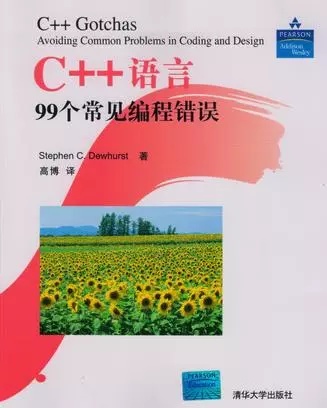 C++ Gotchas
Avoiding Common Problems in Coding and Design
PEARSON
Addison
Wesley
C++语言
99个常见编程错误
Stephen C. Dewhurst 著
高博 译
PEARSON
Education
清华大学出版社